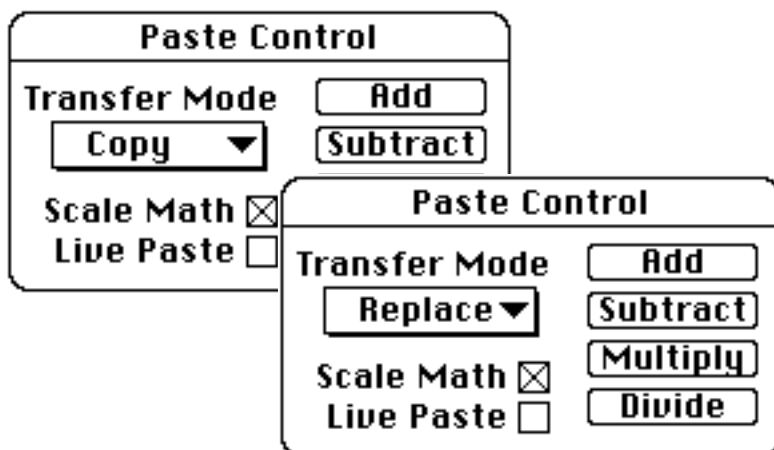 Paste Control
Transfer Mode
Add
Copy
Subtract
Scale Math
Live Paste
Paste Control
Transfer Mode
Add
Replace
Subtract
Multiply
Scale Math
Live Paste
Divide